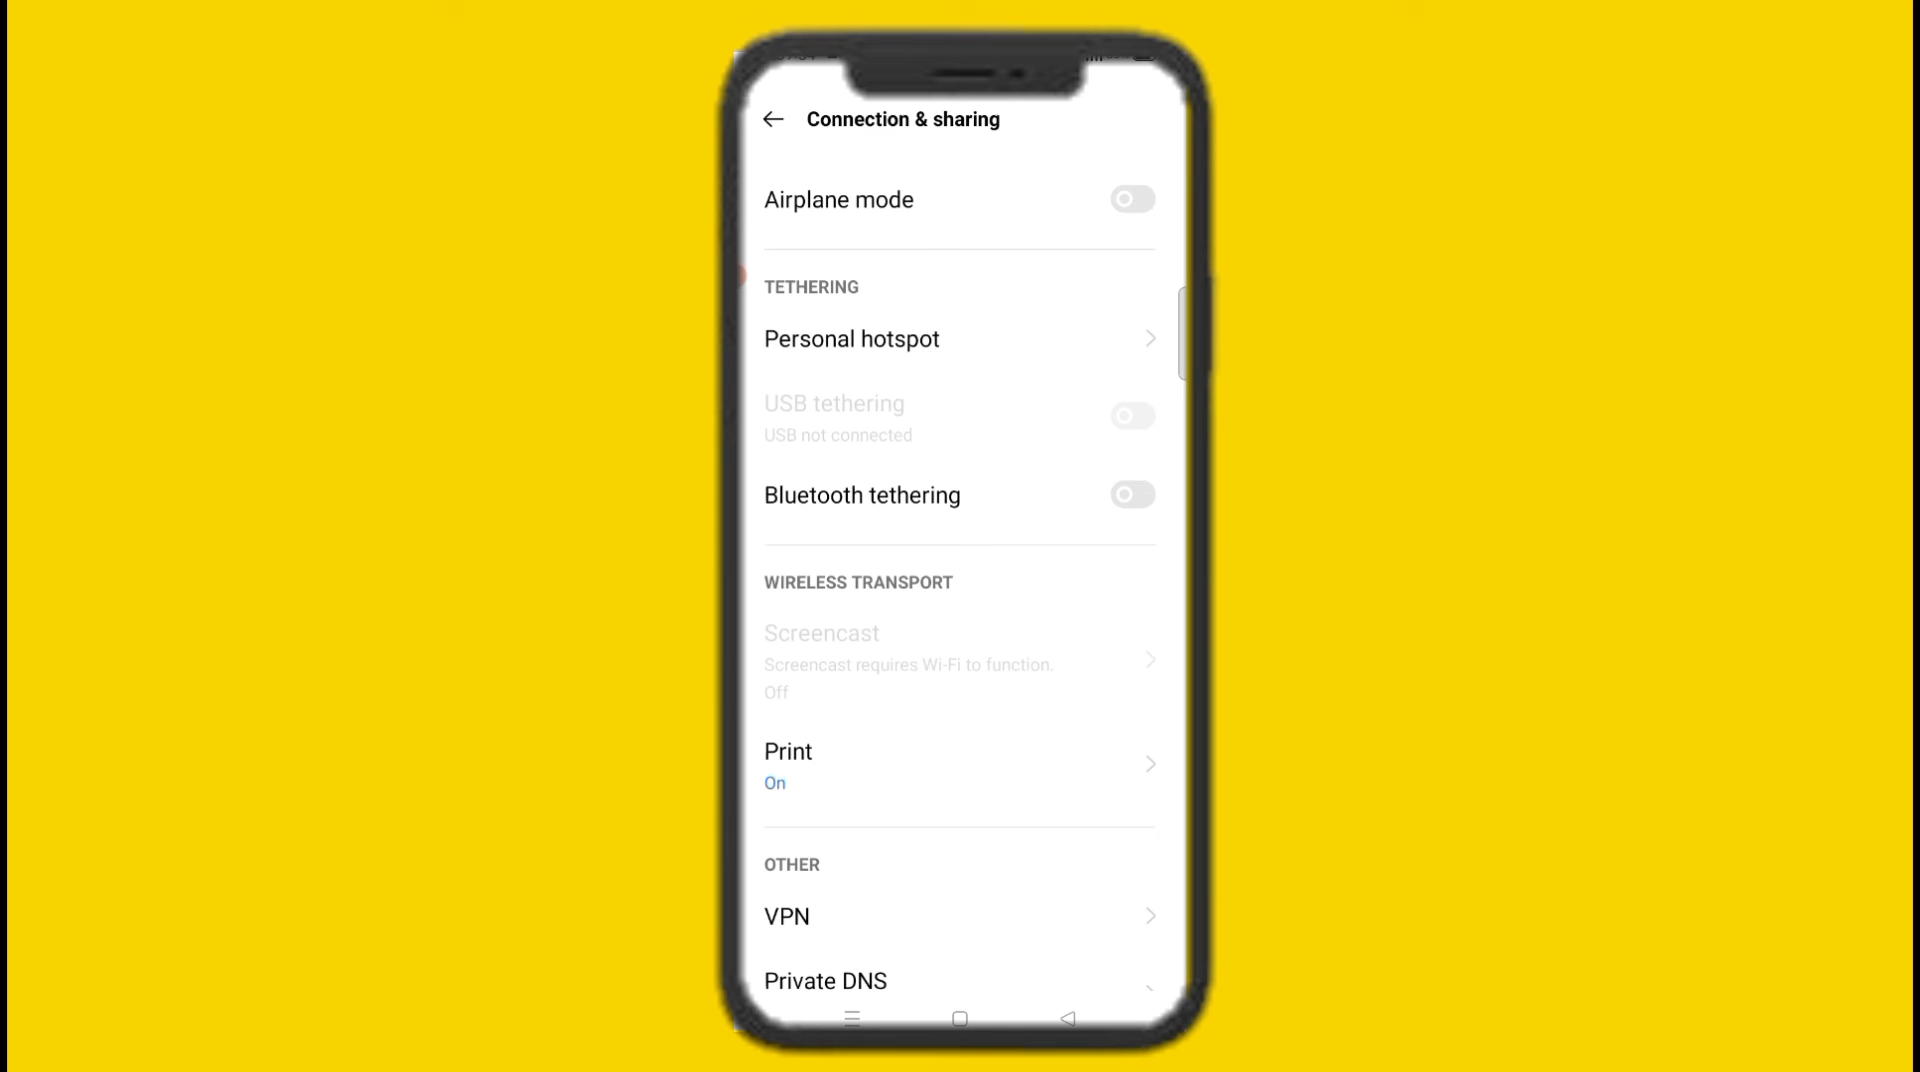 Connection & sharing
Airplane mode
TETHERING
Personal hotspot
USB tethering
USB not connected
Bluetooth tethering
WIRELESS TRANSPORT
Screencast
Screencast requires Wi-Fi to function.
Off
Print
On
OTHER
VPN
Private DNS